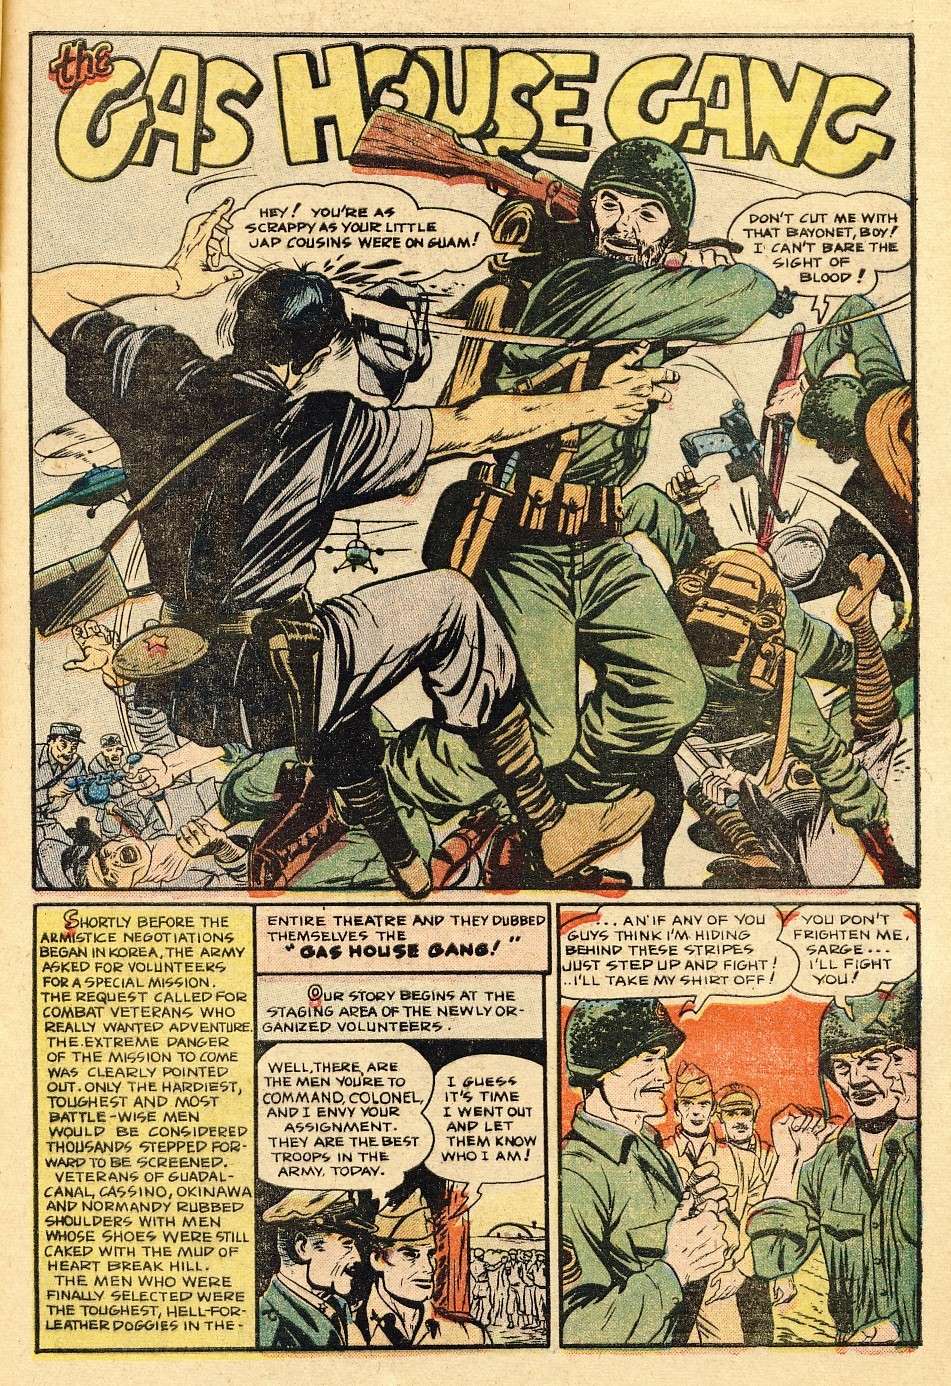 the
GAS HOUSE GANG
HEY! YOU'RE AS
SCRAPPY AS YOUR LITTLE
JAP COUSINS WERE ON GUAM!
DON'T CUT ME WITH
THAT BAYONET, BOY!
I CAN'T BARE THE
SIGHT OF
BLOOD!
SHORTLY BEFORE THE
ARMISTICE NEGOTIATIONS
BEGAN IN KOREA, THE ARMY
ASKED FOR VOLUNTEERS
FOR A SPECIAL MISSION.
THE REQUEST CALLED FOR
COMBAT VETERANS WHO
REALLY WANTED ADVENTURE.
THE EXTREME DANGER
OF THE MISSION TO COME
WAS CLEARLY POINTED
OUT. ONLY THE HARDIEST,
TOUGHEST AND MOST
BATTLE-WISE MEN
WOULD BE CONSIDERED
THOUSANDS STEPPED FOR-
WARD TO BE SCREENED.
VETERANS OF GUADAL-
CANAL, CASSINO, OKINAWA
AND NORMANDY RUBBED
SHOULDERS WITH MEN
WHOSE SHOES WERE STILL
CAKED WITH THE MUD OF
HEART BREAK HILL.
THE MEN WHO WERE
FINALLY SELECTED WERE
THE TOUGHEST, HELL-FOR-
LEATHER DOGGIES IN THE-
ENTIRE THEATRE AND THEY DUBBED
THEMSELVES THE
"GAS HOUSE GANG!"
OUR STORY BEGINS AT THE
STAGING AREA OF THE NEWLY OR-
GANIZED VOLUNTEERS.
WELL, THERE ARE
THE MEN YOU'RE TO
COMMAND, COLONEL,
AND I ENVY YOUR
ASSIGNMENT.
THEY ARE THE BEST
TROOPS IN THE
ARMY, TODAY.
I GUESS
IT'S TIME
I WENT OUT
AND LET
THEM KNOW
WHO I AM!
... AN' IF ANY OF YOU
GUYS THINK I'M HIDING
BEHIND THESE STRIPES
JUST STEP UP AND FIGHT!
..I'LL TAKE MY SHIRT OFF!
YOU DON'T
FRIGHTEN ME,
SARGE...
I'LL FIGHT
YOU!